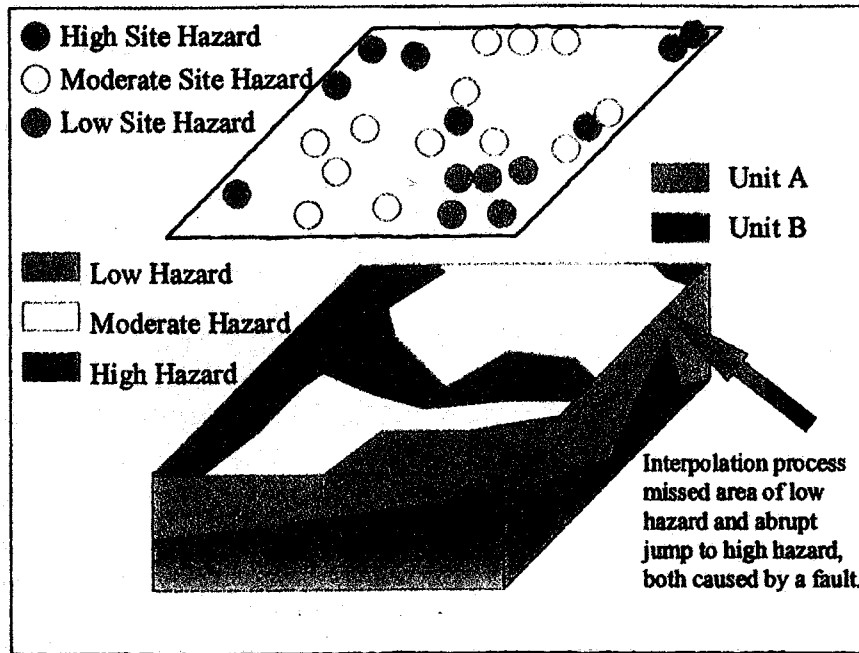 High Site Hazard
Moderate Site Hazard
Low Site Hazard
Unit A
Unit B
Low Hazard
Moderate Hazard
High Hazard
Interpolation process
missed area of low
hazard and abrupt
jump to high hazard,
both caused by a fault.